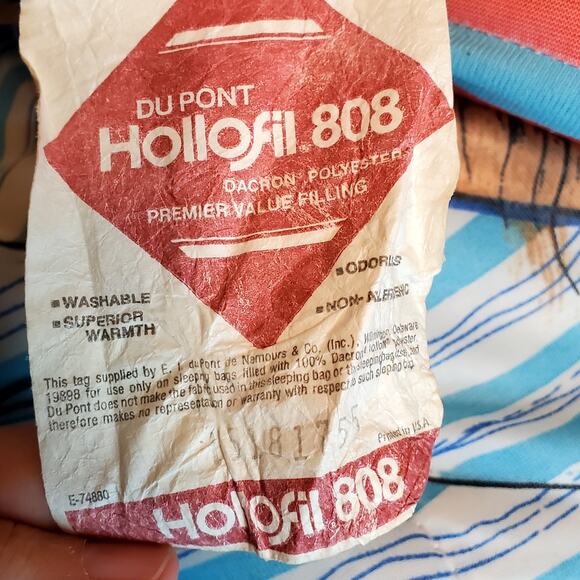 DU PONT
Hollofil® 808
DACRON® POLYESTER
PREMIER VALUE FILLING
■ ODORLESS
■ WASHABLE
■ NON-ALLERGENIC
■ SUPERIOR
WARMTH
This tag supplied by E. I. duPont de Nemours & Co. (Inc.), Wilmington, Delaware
19898 for use only on sleeping bags filled with 100% Dacron® Hollofil® polyester.
Du Pont does not make the fabric used in this sleeping bag or the sleeping bag itself, and
therefore makes no representation or warranty with respect to such sleeping bag.
Printed in U.S.A.
E-74880
Hollofil® 808